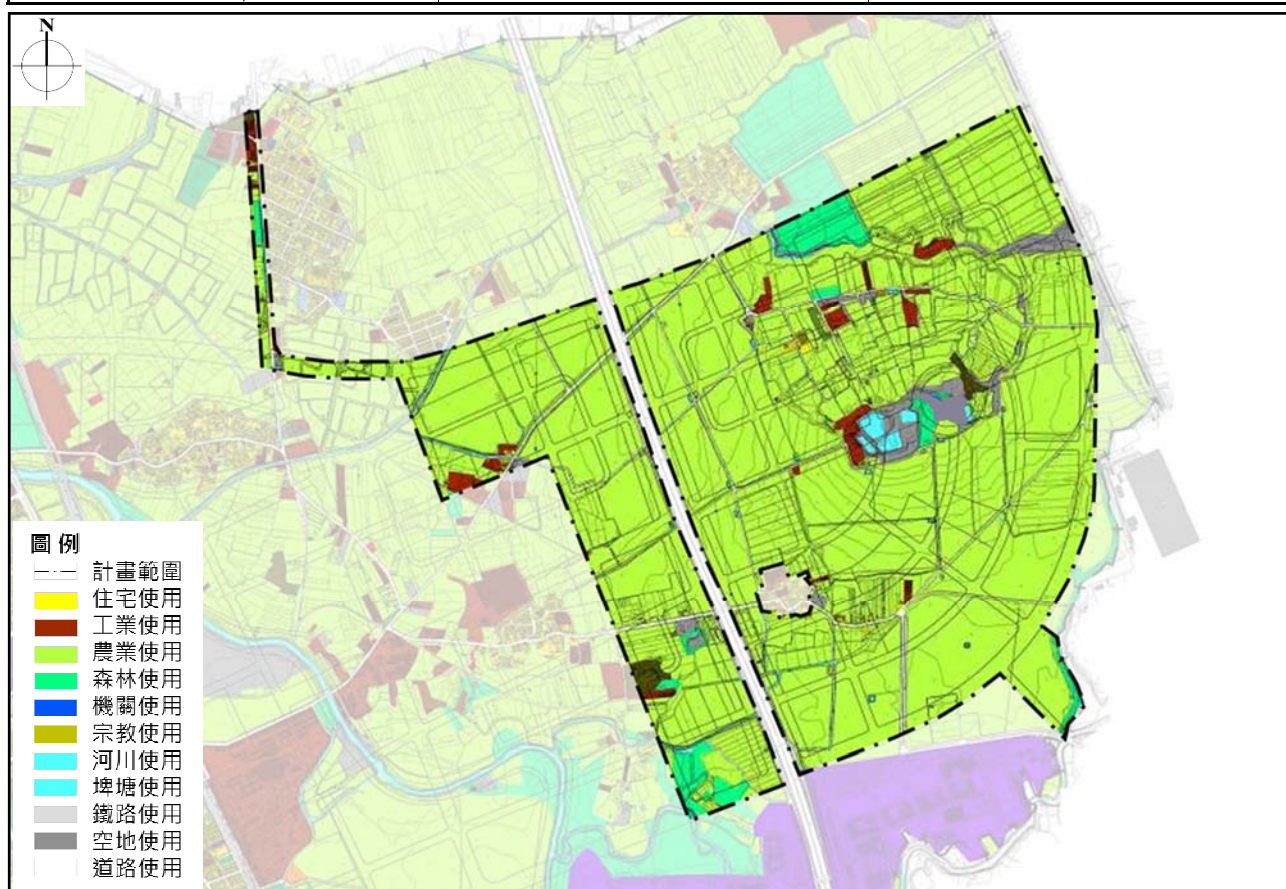 N
圖例
計畫範圍
住宅使用
工業使用
農業使用
森林使用
機關使用
宗教使用
河川使用
埤塘使用
鐵路使用
空地使用
道路使用